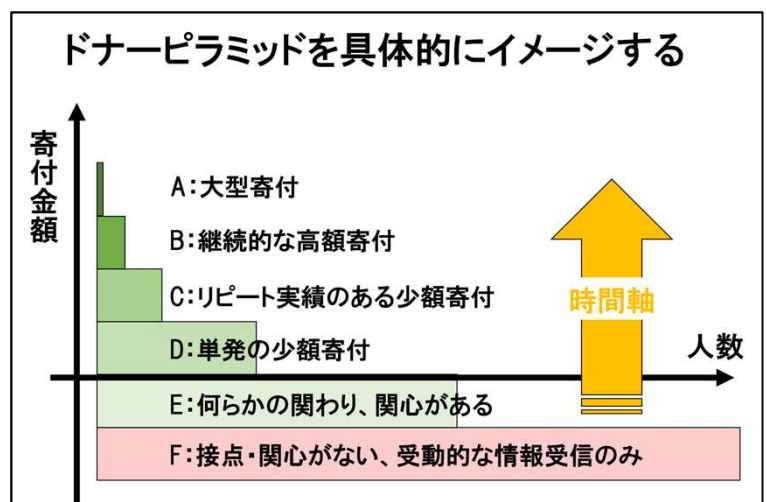 ドナーピラミッドを具体的にイメージする
寄付金額
A:大型寄付
B:継続的な高額寄付
C:リピート実績のある少額寄付
時間軸
D:単発の少額寄付
人数
E:何らかの関わり、関心がある
F:接点・関心がない、受動的な情報受信のみ